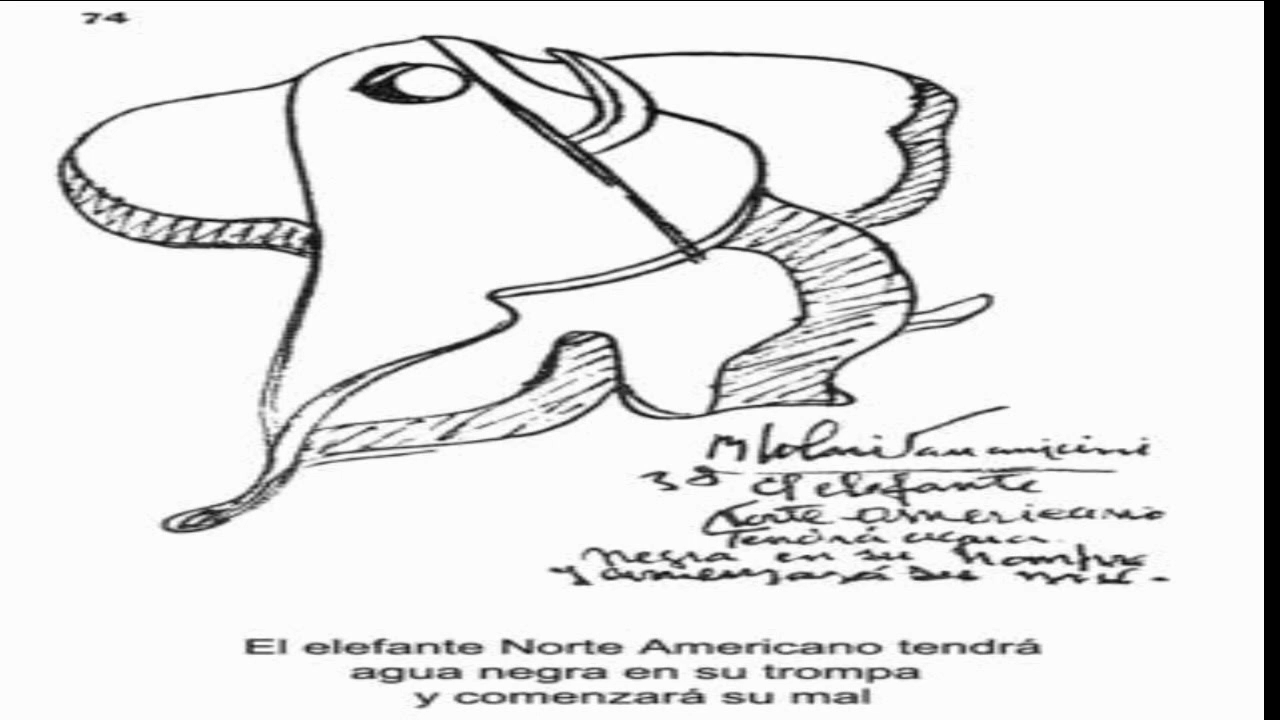 74
38
El elefante
Norte americano
tendrá agua
negra en su trompa
y comenzará su mal.
El elefante Norte Americano tendrá
agua negra en su trompa
y comenzará su mal